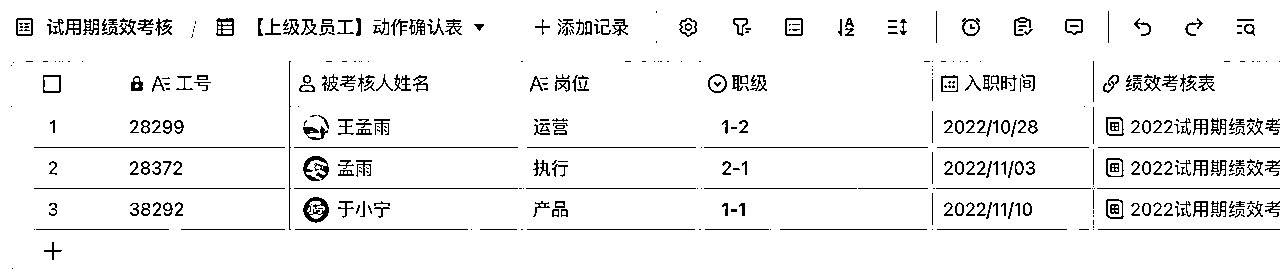 试用期绩效考核 / 【上级及员工】动作确认表 添加记录
工号 被考核人姓名 岗位 职级 入职时间 绩效考核表
1 28299 王孟雨 运营 1-2 2022/10/28 2022试用期绩效考
2 28372 孟雨 执行 2-1 2022/11/03 2022试用期绩效考
3 38292 于小宁 产品 1-1 2022/11/10 2022试用期绩效考